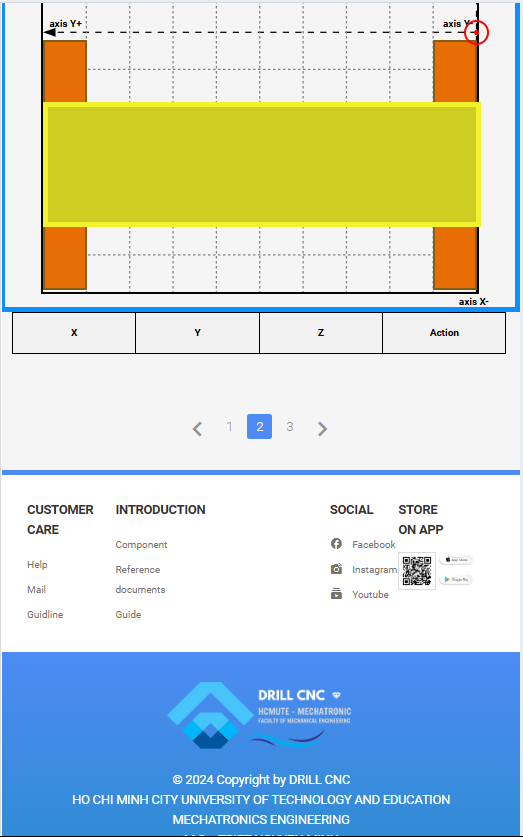 axis Y+
axis Y-
axis X-
X Y Z Action
1 2 3
CUSTOMER CARE
Help
Mail
Guidline
INTRODUCTION
Component
Reference
documents
Guide
SOCIAL
Facebook
Instagram
Youtube
STORE
ON APP
Google Play
DRILL CNC
HCMUTE - MECHATRONIC
FACULTY OF MECHANICAL ENGINEERING
© 2024 Copyright by DRILL CNC
HO CHI MINH CITY UNIVERSITY OF TECHNOLOGY AND EDUCATION
MECHATRONICS ENGINEERING